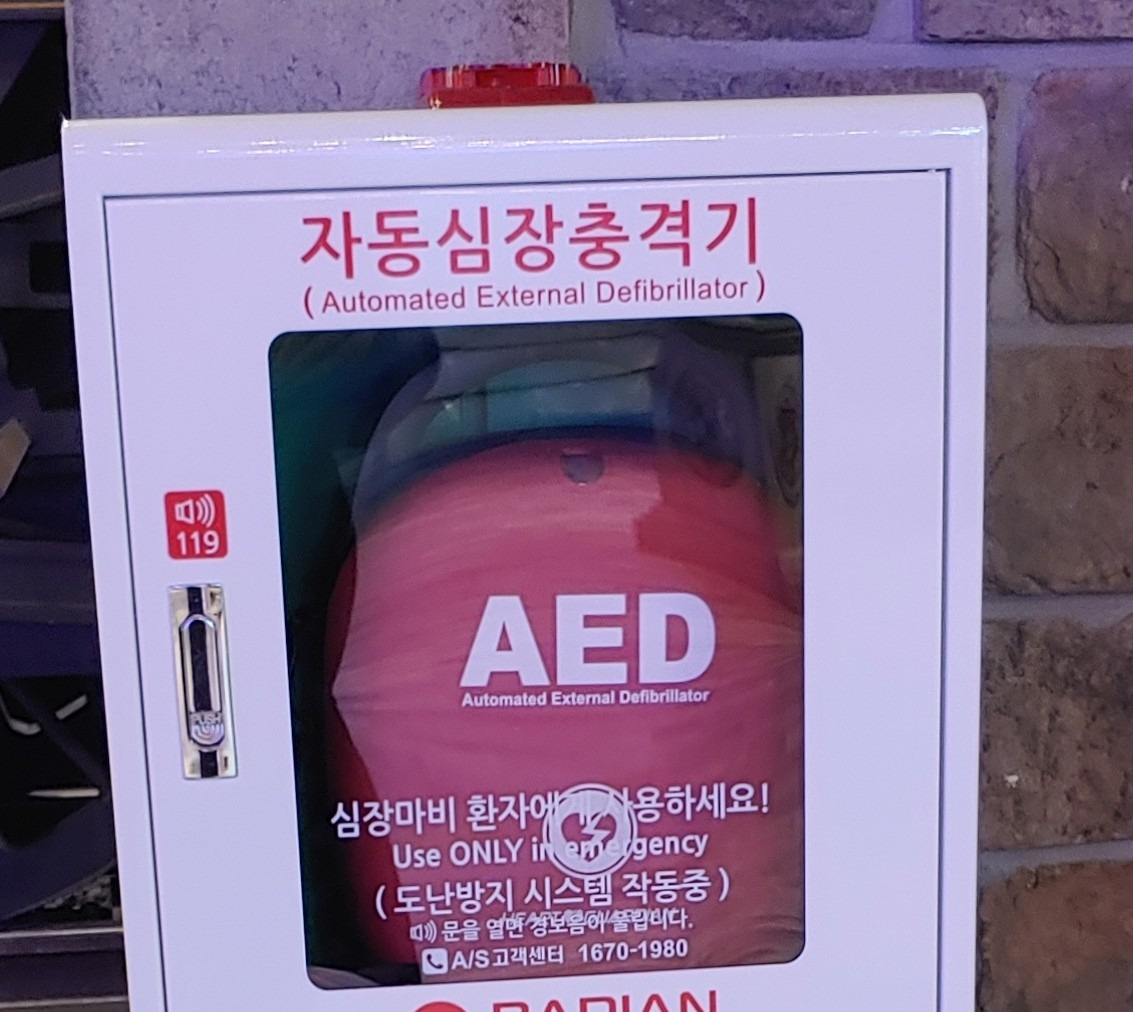 자동심장충격기
(Automated External Defibrillator)
119
PUSH
AED
Automated External Defibrillator
심장마비 환자에게 사용하세요!
Use ONLY in emergency
(도난방지 시스템 작동중)
문을 열면 경보음이 울립니다.
A/S고객센터 1670-1980
RADIAN